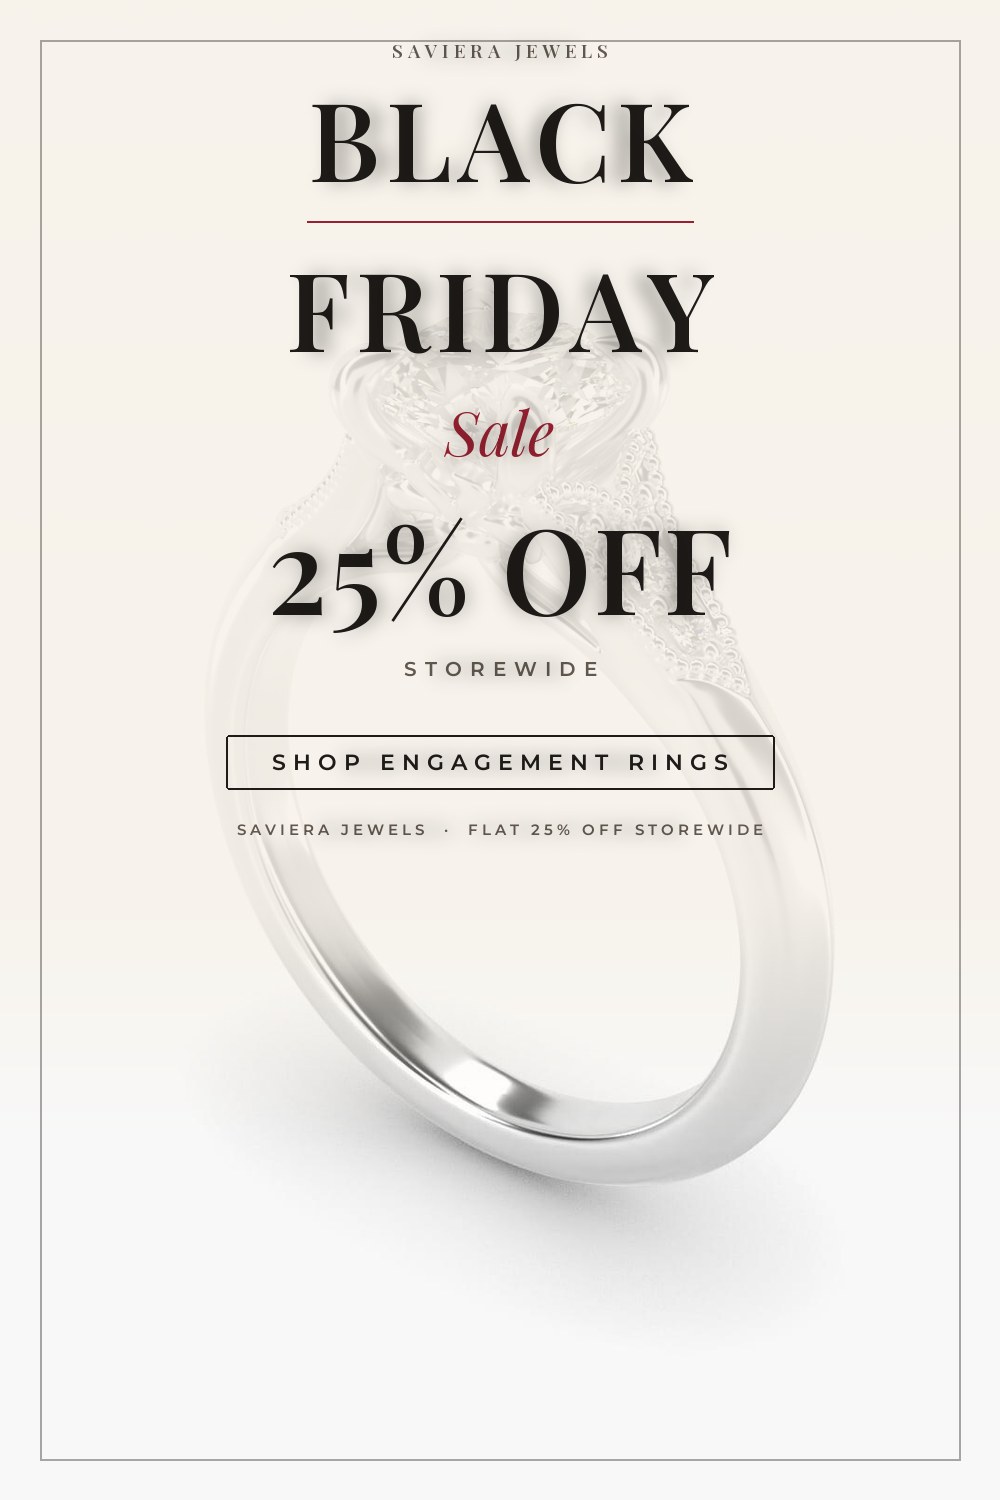 SAVIERA JEWELS
BLACK
FRIDAY
Sale
25% OFF
STOREWIDE
SHOP ENGAGEMENT RINGS
SAVIERA JEWELS · FLAT 25% OFF STOREWIDE